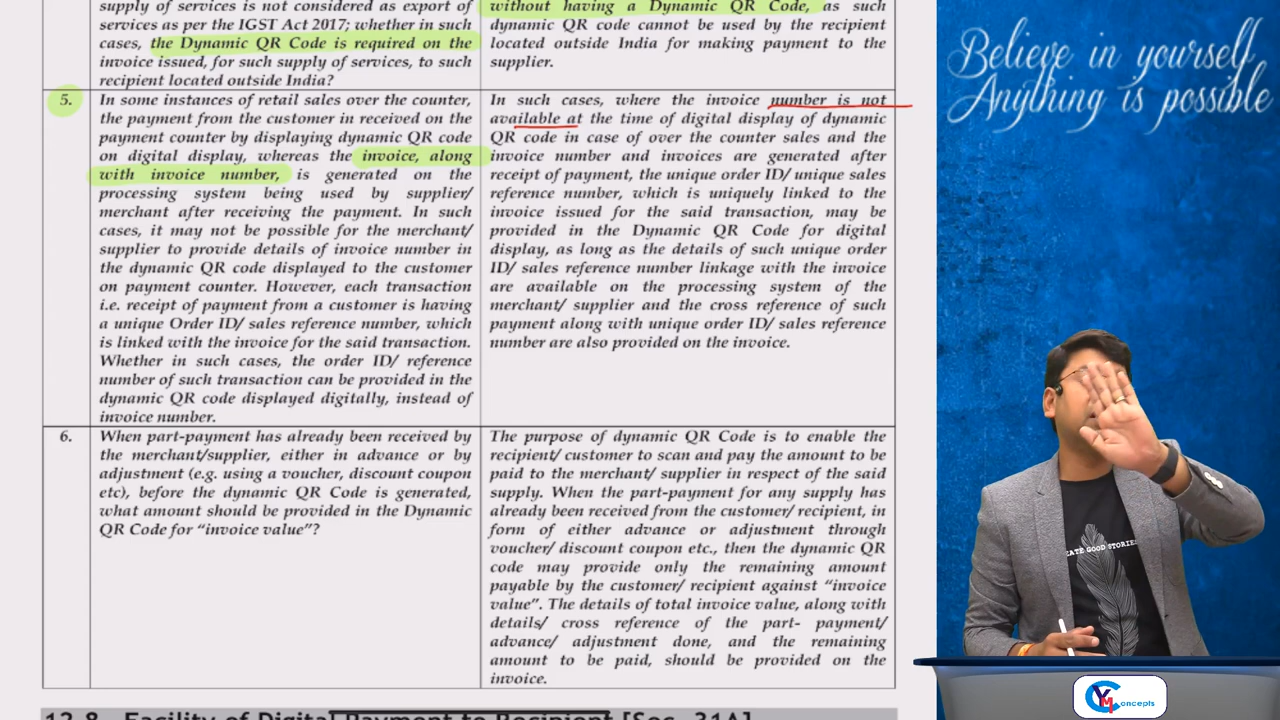 supply of services is not considered as export of
services as per the IGST Act 2017; whether in such
cases, the Dynamic QR Code is required on the
invoice issued, for such supply of services, to such
recipient located outside India?
without having a Dynamic QR Code, as such
dynamic QR code cannot be used by the recipient
located outside India for making payment to the
supplier.
5.
In some instances of retail sales over the counter,
the payment from the customer in received on the
payment counter by displaying dynamic QR code
on digital display, whereas the invoice, along
with invoice number, is generated on the
processing system being used by supplier/
merchant after receiving the payment. In such
cases, it may not be possible for the merchant/
supplier to provide details of invoice number in
the dynamic QR code displayed to the customer
on payment counter. However, each transaction
i.e. receipt of payment from a customer is having
a unique Order ID/ sales reference number, which
is linked with the invoice for the said transaction.
Whether in such cases, the order ID/ reference
number of such transaction can be provided in the
dynamic QR code displayed digitally, instead of
invoice number.
In such cases, where the invoice number is not
available at the time of digital display of dynamic
QR code in case of over the counter sales and the
invoice number and invoices are generated after
receipt of payment, the unique order ID/ unique sales
reference number, which is uniquely linked to the
invoice issued for the said transaction, may be
provided in the Dynamic QR Code for digital
display, as long as the details of such unique order
ID/ sales reference number linkage with the invoice
are available on the processing system of the
merchant/ supplier and the cross reference of such
payment along with unique order ID/ sales reference
number are also provided on the invoice.
6.
When part-payment has already been received by
the merchant/supplier, either in advance or by
adjustment (e.g. using a voucher, discount coupon
etc), before the dynamic QR Code is generated,
what amount should be provided in the Dynamic
QR Code for “invoice value”?
The purpose of dynamic QR Code is to enable the
recipient/ customer to scan and pay the amount to be
paid to the merchant/ supplier in respect of the said
supply. When the part-payment for any supply has
already been received from the customer/ recipient, in
form of either advance or adjustment through
voucher/ discount coupon etc., then the dynamic QR
code may provide only the remaining amount
payable by the customer/ recipient against “invoice
value”. The details of total invoice value, along with
details/ cross reference of the part- payment/
advance/ adjustment done, and the remaining
amount to be paid, should be provided on the
invoice.
12.8 Facility of Digital Payment to Recipient [Sec. 31A]
Believe in yourself
Anything is possible
EATE GOOD STORIES
YM Concepts